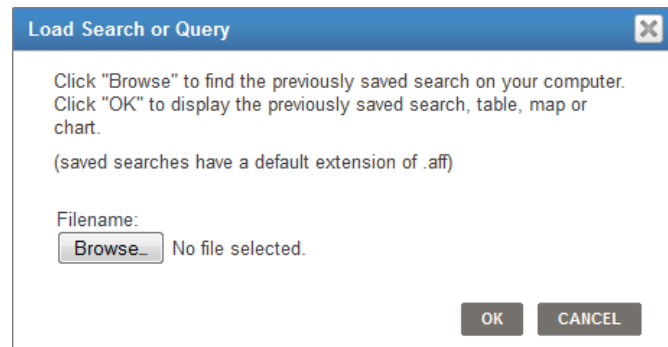 Load Search or Query
Click "Browse" to find the previously saved search on your computer.
Click "OK" to display the previously saved search, table, map or
chart.
(saved searches have a default extension of .aff)
Filename:
Browse... No file selected.
OK CANCEL